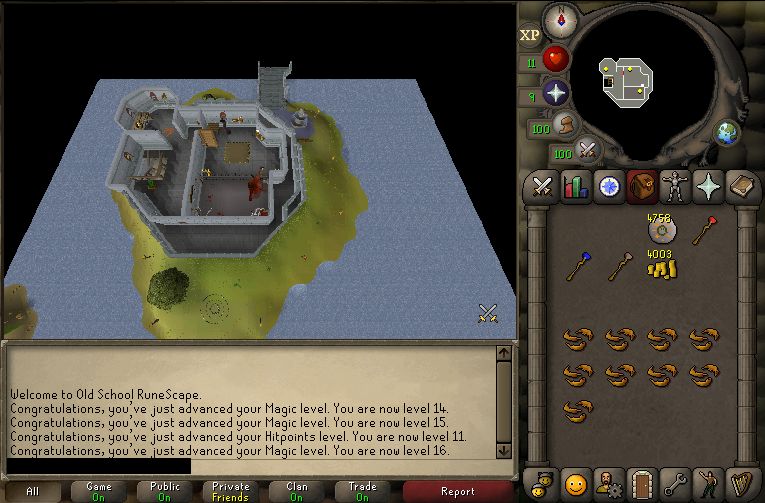 N
XP
11
9
100
100
4758
4003
Welcome to Old School RuneScape.
Congratulations, you've just advanced your Magic level. You are now level 14.
Congratulations, you've just advanced your Magic level. You are now level 15.
Congratulations, you've just advanced your Hitpoints level. You are now level 11.
Congratulations, you've just advanced your Magic level. You are now level 16.
All
Game
On
Public
On
Private
Friends
Clan
On
Trade
On
Report